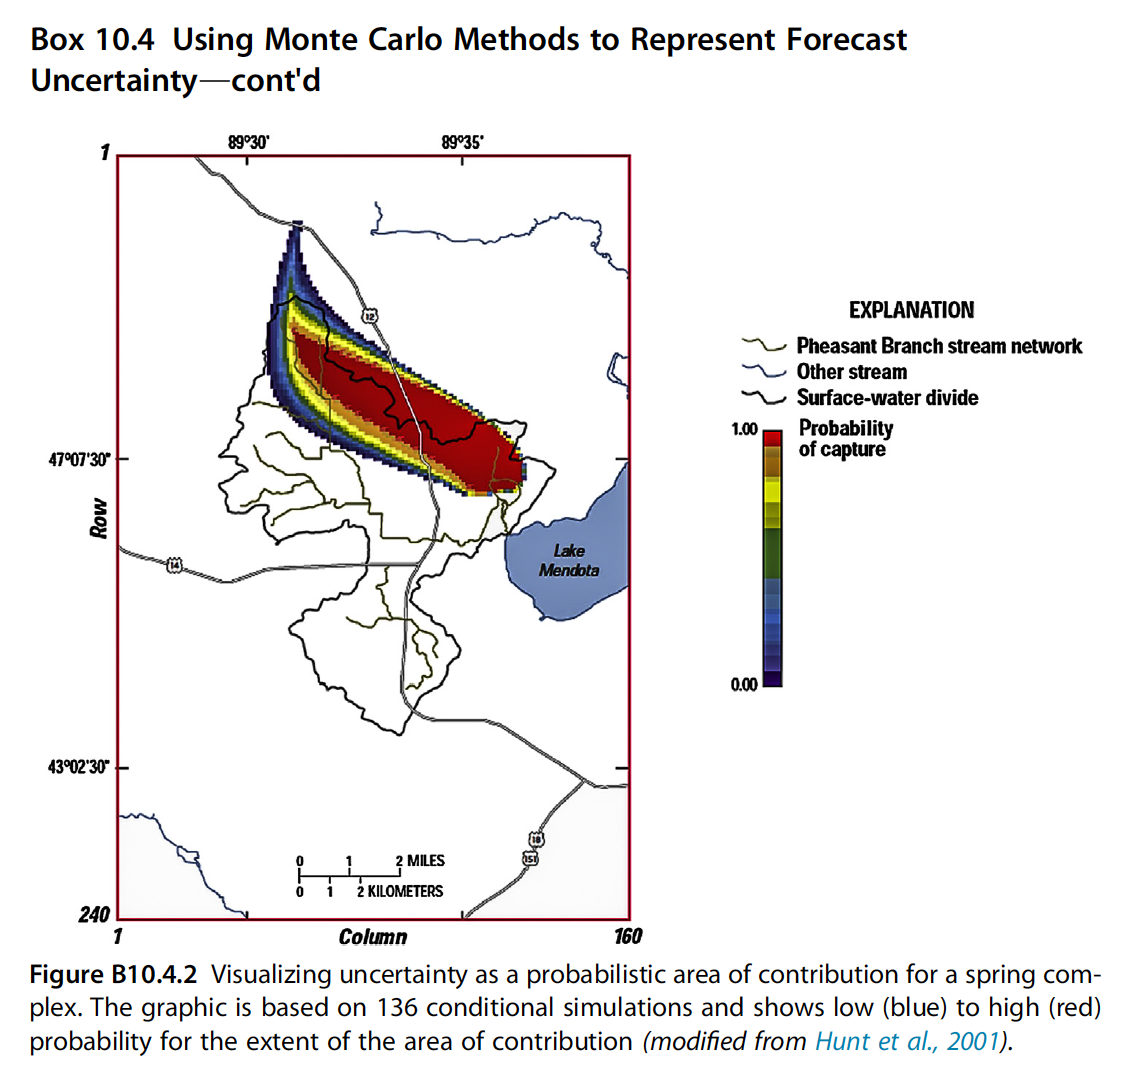 Box 10.4 Using Monte Carlo Methods to Represent Forecast
Uncertainty—cont'd
89°30'
89°35'
1
12
47°07'30"
Row
14
Lake
Mendota
43°02'30"
18
151
0 1 2 MILES
0 1 2 KILOMETERS
240
1
Column
160
EXPLANATION
Pheasant Branch stream network
Other stream
Surface-water divide
1.00
Probability
of capture
0.00
Figure B10.4.2 Visualizing uncertainty as a probabilistic area of contribution for a spring com-
plex. The graphic is based on 136 conditional simulations and shows low (blue) to high (red)
probability for the extent of the area of contribution (modified from Hunt et al., 2001).